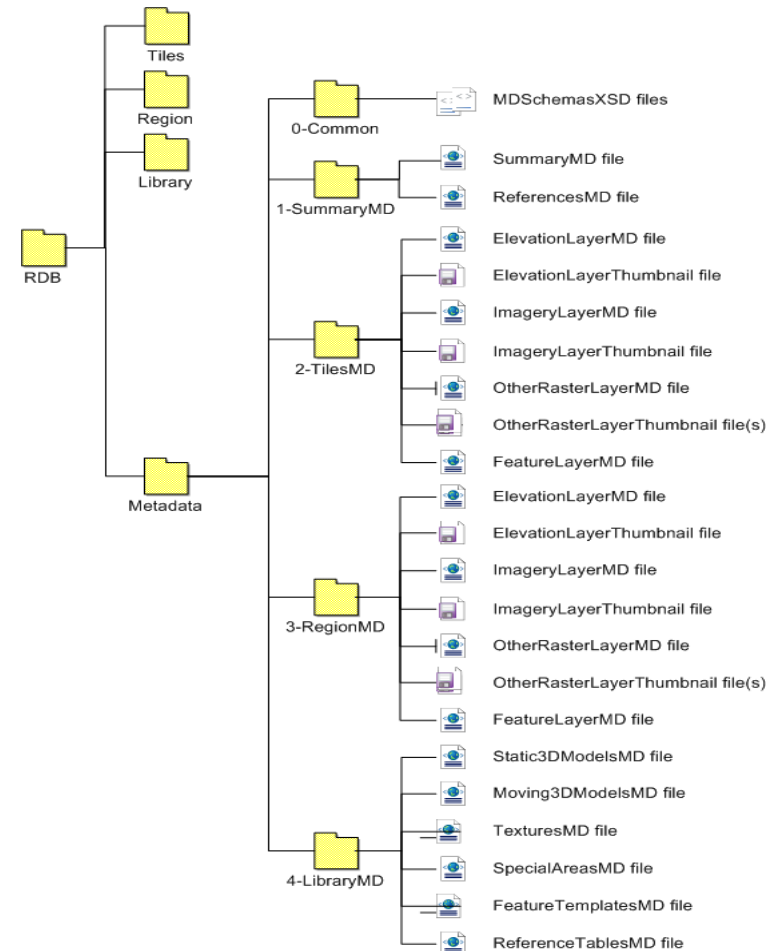 Tiles
Region
Library
RDB
Metadata
0-Common
MDSchemasXSD files
1-SummaryMD
SummaryMD file
ReferencesMD file
2-TilesMD
ElevationLayerMD file
ElevationLayerThumbnail file
ImageryLayerMD file
ImageryLayerThumbnail file
OtherRasterLayerMD file
OtherRasterLayerThumbnail file(s)
FeatureLayerMD file
3-RegionMD
ElevationLayerMD file
ElevationLayerThumbnail file
ImageryLayerMD file
ImageryLayerThumbnail file
OtherRasterLayerMD file
OtherRasterLayerThumbnail file(s)
FeatureLayerMD file
4-LibraryMD
Static3DModelsMD file
Moving3DModelsMD file
TexturesMD file
SpecialAreasMD file
FeatureTemplatesMD file
ReferenceTablesMD file